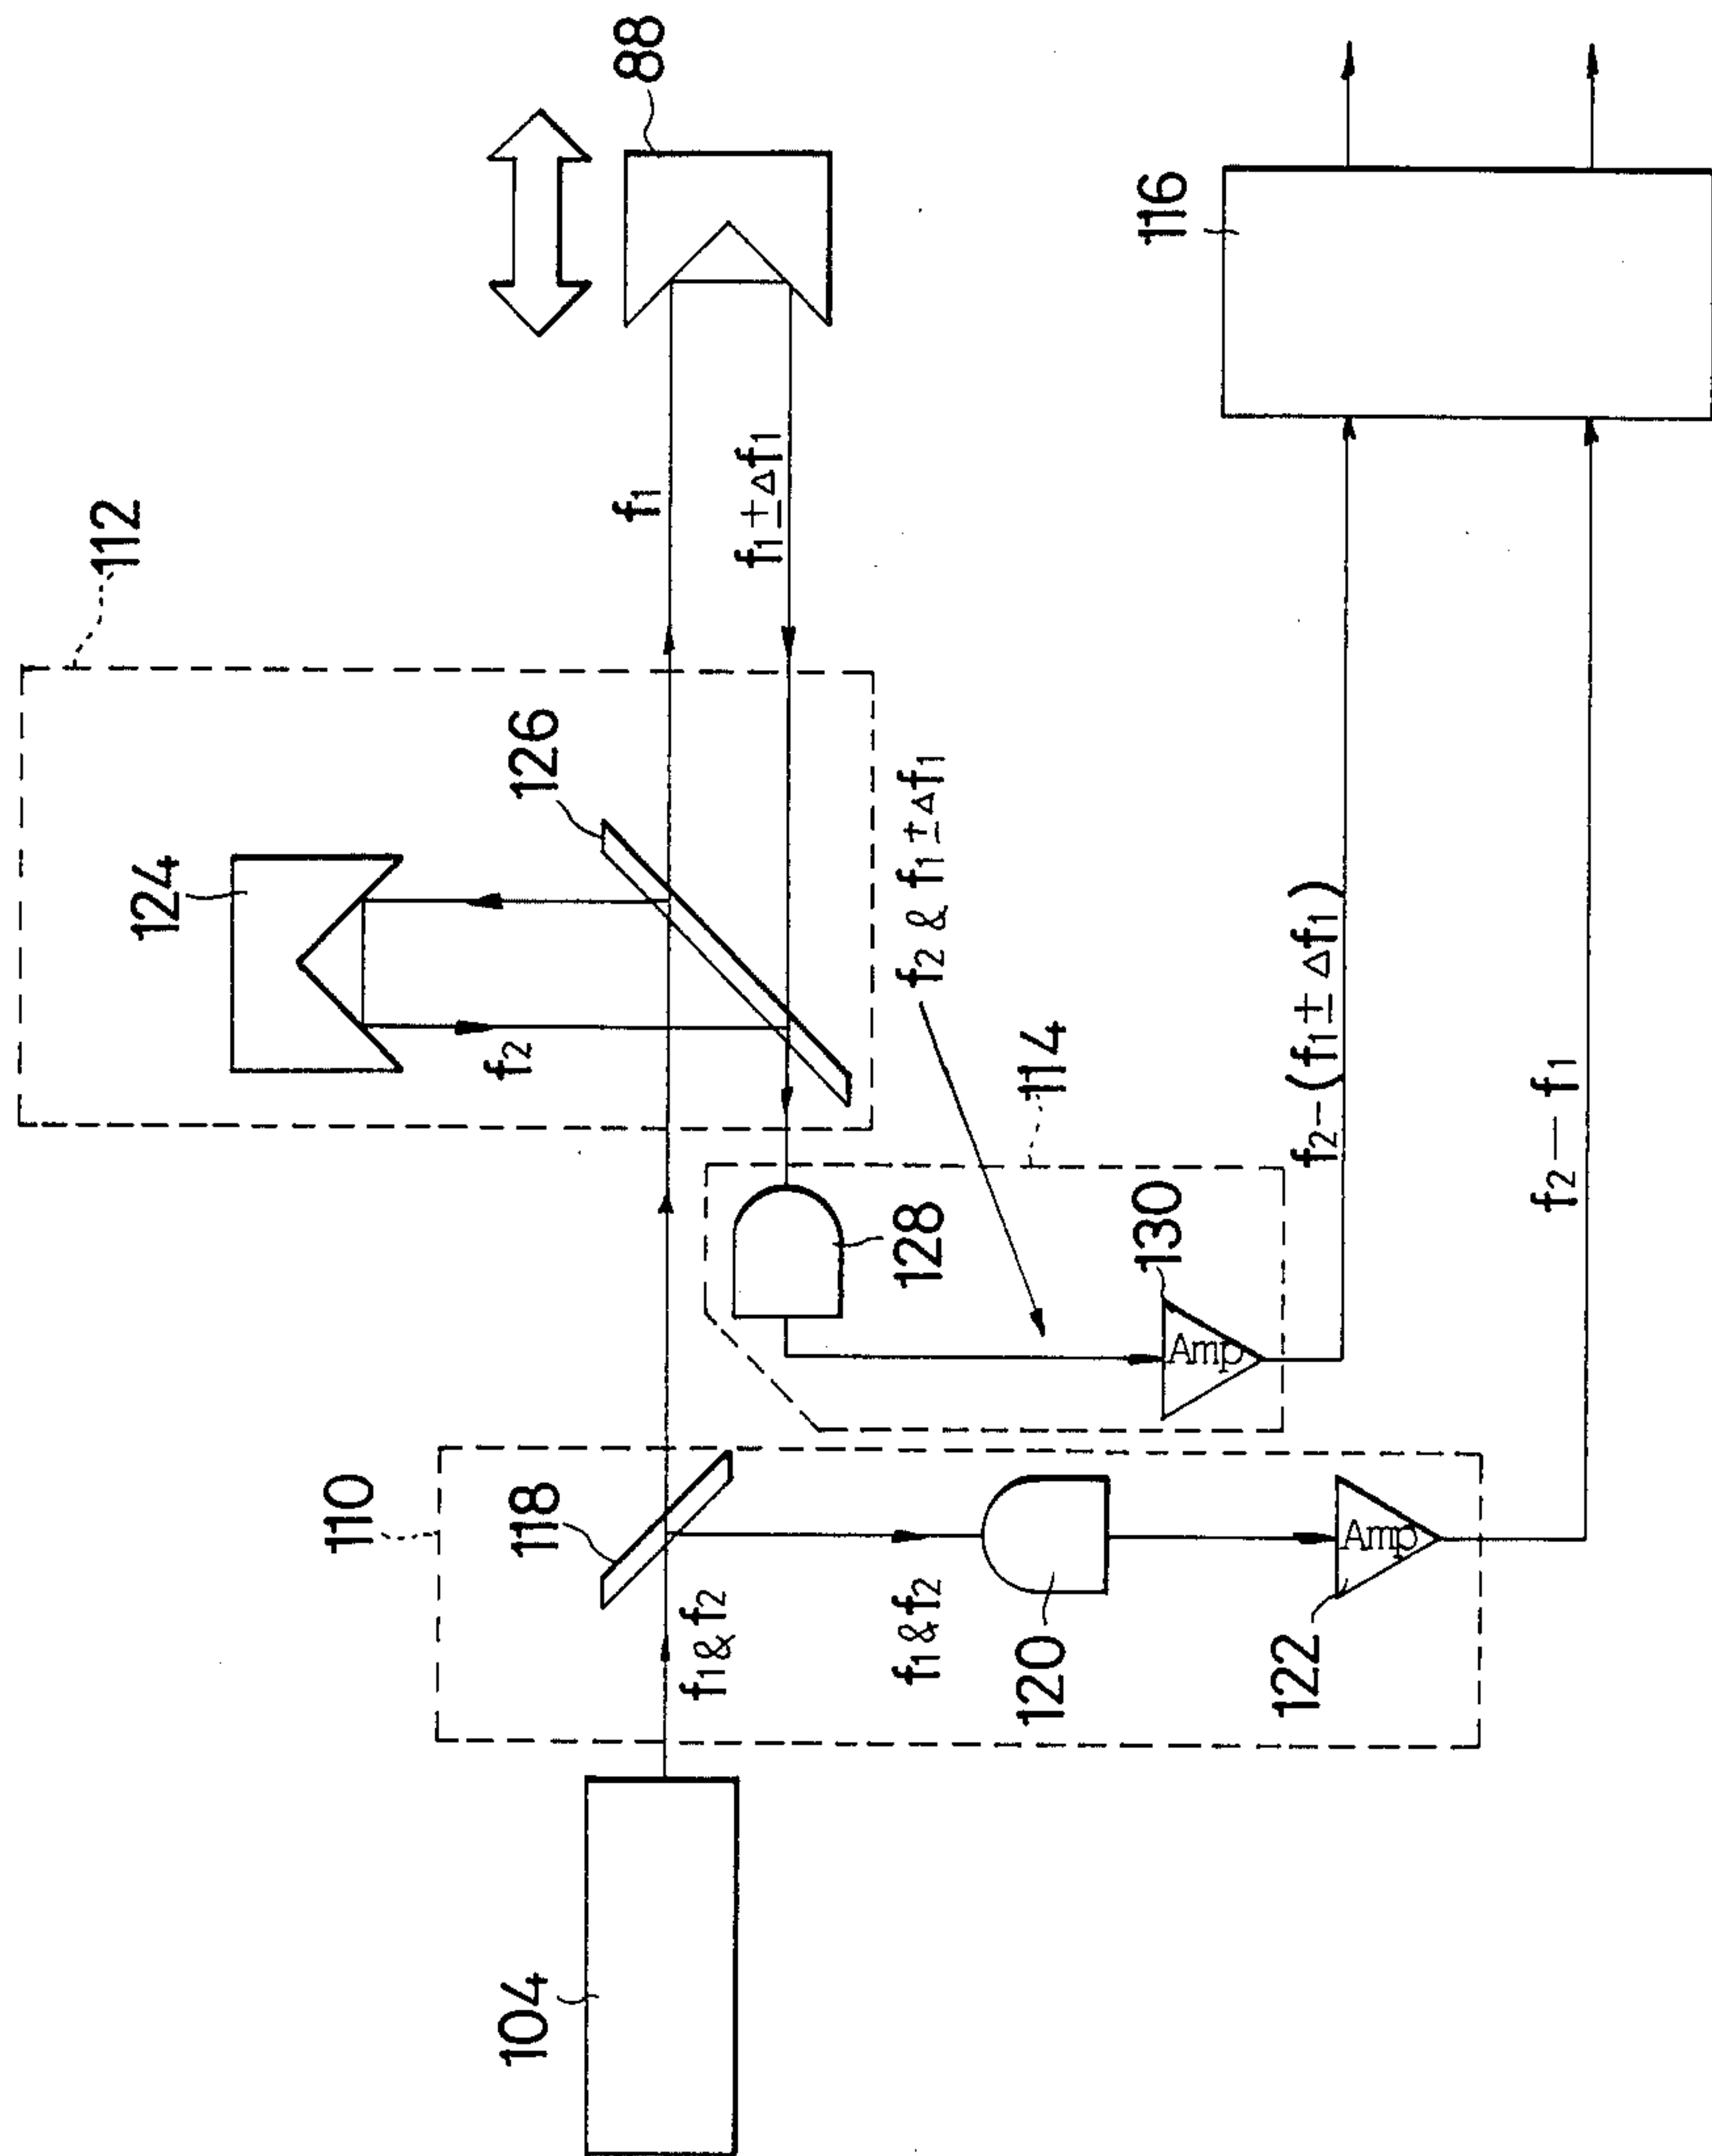 112
124
126
f₂
88
f₁
f₁±Δf₁
110
118
104
f₁&f₂
f₁&f₂
120
122
Amp
128
114
130
Amp
f₂ & f₁±Δf₁
116
f₂−(f₁±Δf₁)
f₂−f₁